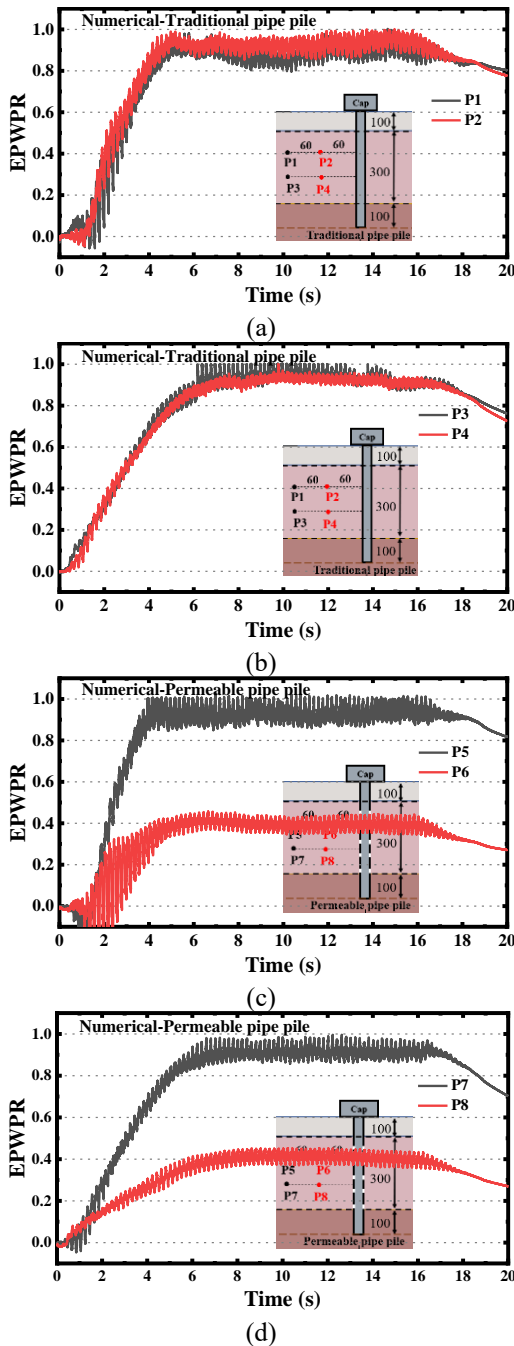 Numerical-Traditional pipe pile
1.0
0.8
0.6
0.4
0.2
0.0
EPWPR
P1
P2
Cap
100
60 60
P1 P2
300
P3 P4
100
Traditional pipe pile
0 2 4 6 8 10 12 14 16 18 20
Time (s)
(a)
Numerical-Traditional pipe pile
1.0
0.8
0.6
0.4
0.2
0.0
EPWPR
P3
P4
Cap
100
60 60
P1 P2
300
P3 P4
100
Traditional pipe pile
0 2 4 6 8 10 12 14 16 18 20
Time (s)
(b)
Numerical-Permeable pipe pile
1.0
0.8
0.6
0.4
0.2
0.0
EPWPR
P5
P6
Cap
100
60 60
P5 P6
300
P7 P8
100
Permeable pipe pile
0 2 4 6 8 10 12 14 16 18 20
Time (s)
(c)
Numerical-Permeable pipe pile
1.0
0.8
0.6
0.4
0.2
0.0
EPWPR
P7
P8
Cap
100
60 60
P5 P6
300
P7 P8
100
Permeable pipe pile
0 2 4 6 8 10 12 14 16 18 20
Time (s)
(d)